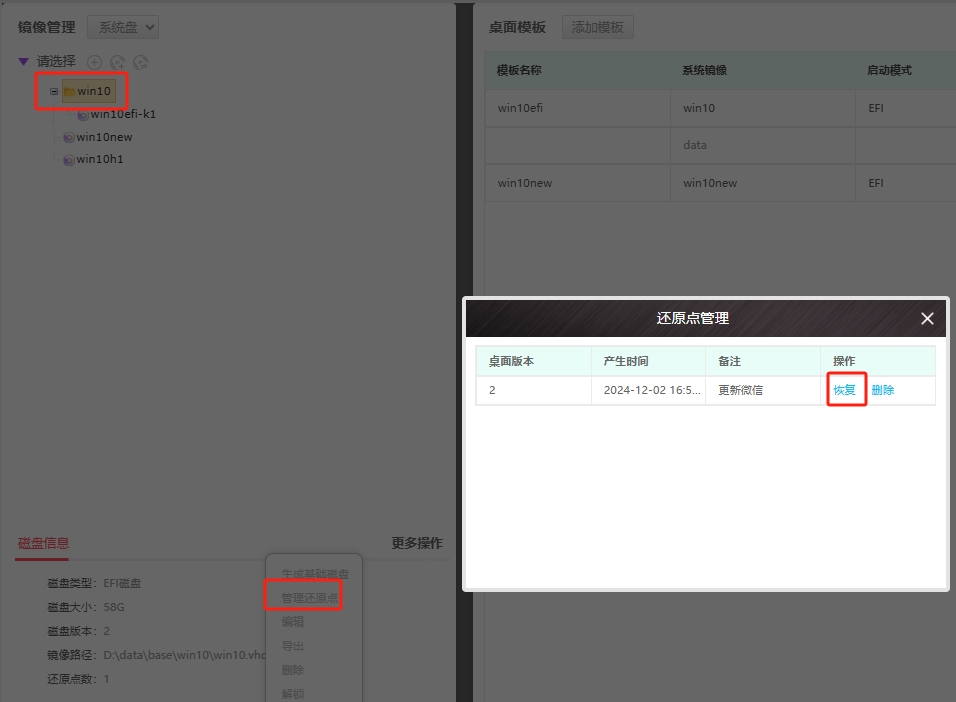 镜像管理 系统盘
请选择
win10
win10efi-k1
win10new
win10h1
桌面模板 添加模板
模板名称 系统镜像 启动模式
win10efi win10 EFI
data
win10new win10new EFI
还原点管理
桌面版本 产生时间 备注 操作
2 2024-12-02 16:5... 更新微信 恢复 删除
磁盘信息 更多操作
磁盘类型: EFI磁盘
磁盘大小: 58G
磁盘版本: 2
镜像路径: D:\data\base\win10\win10.vhd
还原点数: 1
生成基础磁盘
管理还原点
编辑
导出
删除
解锁